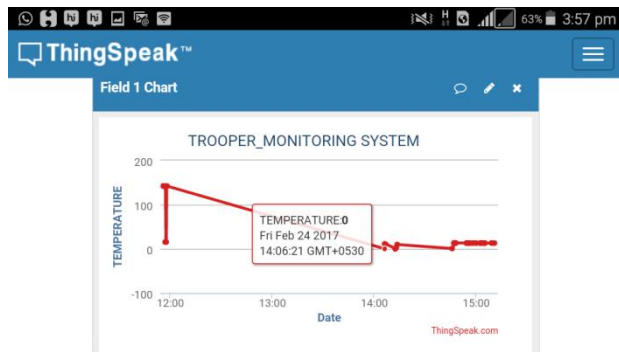 63% 3:57 pm
ThingSpeak™
Field 1 Chart
TROOPER_MONITORING SYSTEM
200
100
0
-100
TEMPERATURE
TEMPERATURE:0
Fri Feb 24 2017
14:06:21 GMT+0530
12:00 13:00 14:00 15:00
Date
ThingSpeak.com